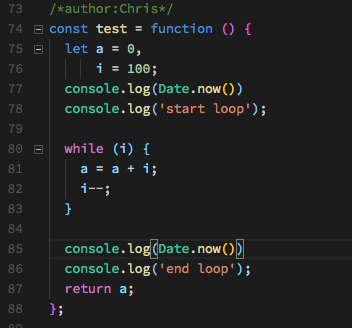 73 /*author:Chris*/
74 const test = function () {
75 let a = 0,
76 i = 100;
77 console.log(Date.now())
78 console.log('start loop');
79
80 while (i) {
81 a = a + i;
82 i--;
83 }
84
85 console.log(Date.now())
86 console.log('end loop');
87 return a;
88 };